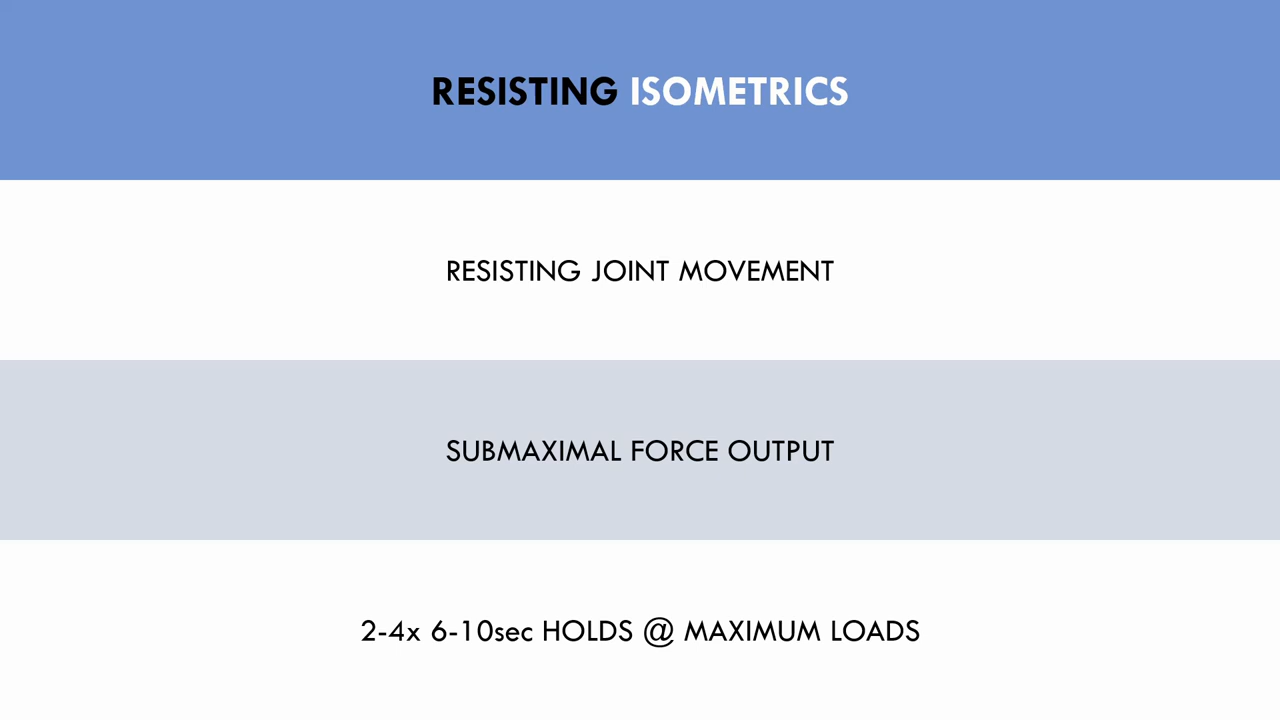 RESISTING ISOMETRICS
RESISTING JOINT MOVEMENT
SUBMAXIMAL FORCE OUTPUT
2-4x 6-10sec HOLDS @ MAXIMUM LOADS